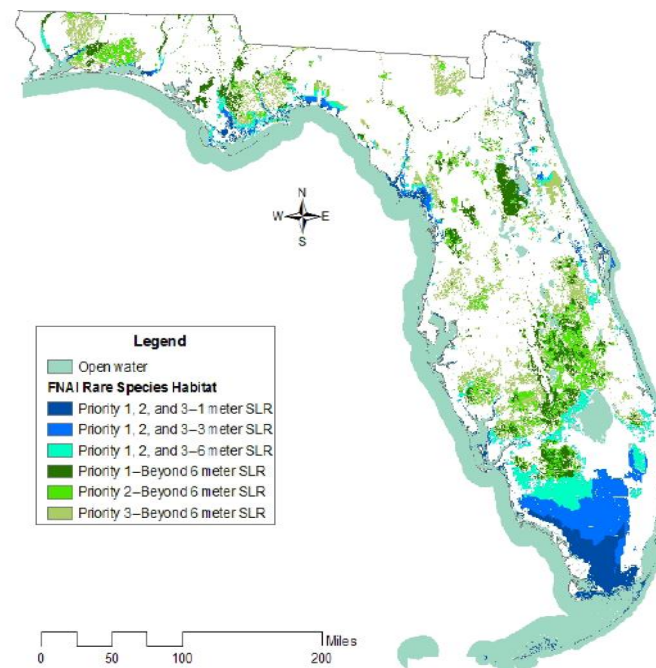 N
W E
S
Legend
Open water
FNAI Rare Species Habitat
Priority 1, 2, and 3–1 meter SLR
Priority 1, 2, and 3–3 meter SLR
Priority 1, 2, and 3–6 meter SLR
Priority 1–Beyond 6 meter SLR
Priority 2–Beyond 6 meter SLR
Priority 3–Beyond 6 meter SLR
Miles
0 50 100 200